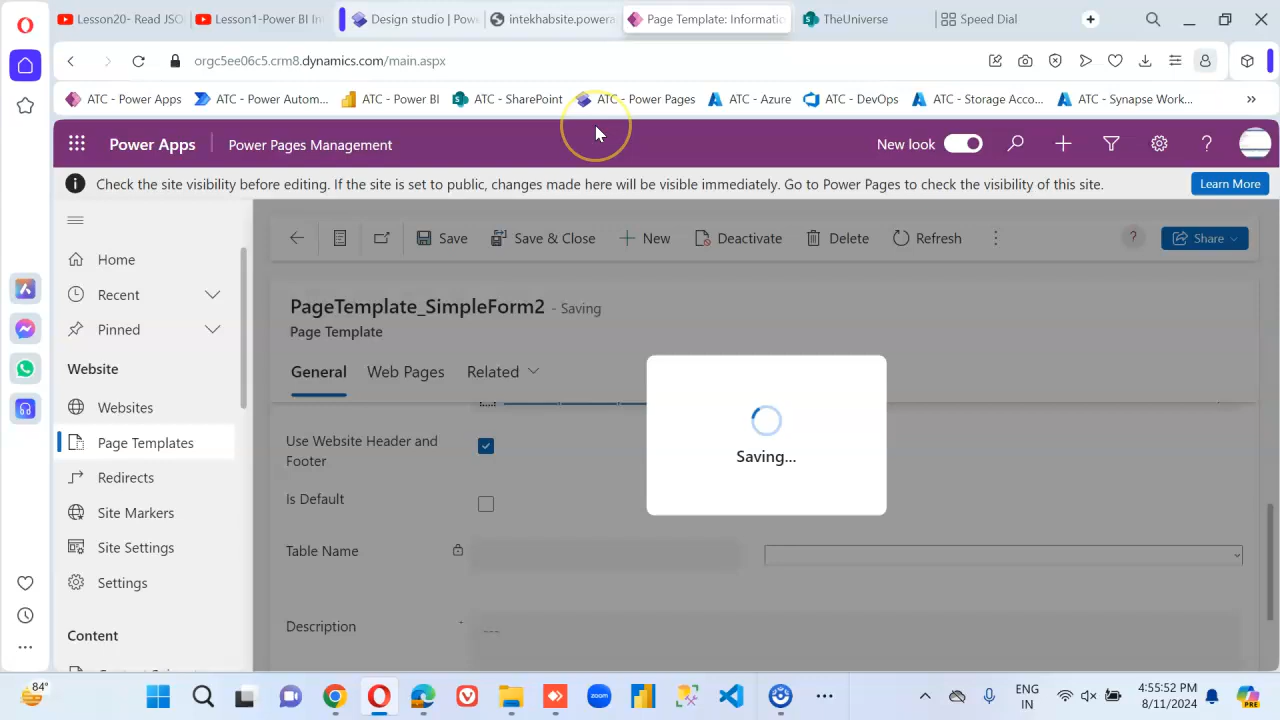 Lesson20- Read JSO
Lesson1-Power BI In
Design studio | Pow
intekhabsite.powera
Page Template: Informatio
TheUniverse
Speed Dial
orgc5ee06c5.crm8.dynamics.com/main.aspx
ATC - Power Apps
ATC - Power Autom...
ATC - Power BI
ATC - SharePoint
ATC - Power Pages
ATC - Azure
ATC - DevOps
ATC - Storage Acco...
ATC - Synapse Work...
Power Apps
Power Pages Management
New look
Check the site visibility before editing. If the site is set to public, changes made here will be visible immediately. Go to Power Pages to check the visibility of this site.
Learn More
Home
Recent
Pinned
Website
Websites
Page Templates
Redirects
Site Markers
Site Settings
Settings
Content
Save
Save & Close
New
Deactivate
Delete
Refresh
Share
PageTemplate_SimpleForm2 - Saving
Page Template
General
Web Pages
Related
Use Website Header and
Footer
Is Default
Table Name
Description
---
Saving...
84°
zoom
ENG
IN
4:55:52 PM
8/11/2024
PRE